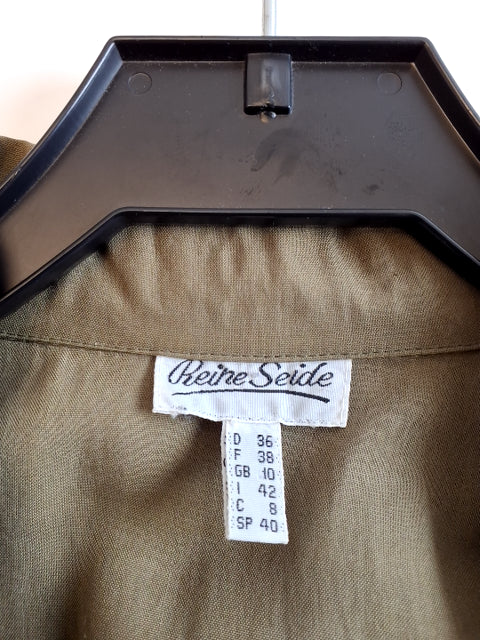 Reine Seide
D 36
F 38
GB 10
I 42
C 8
SP 40